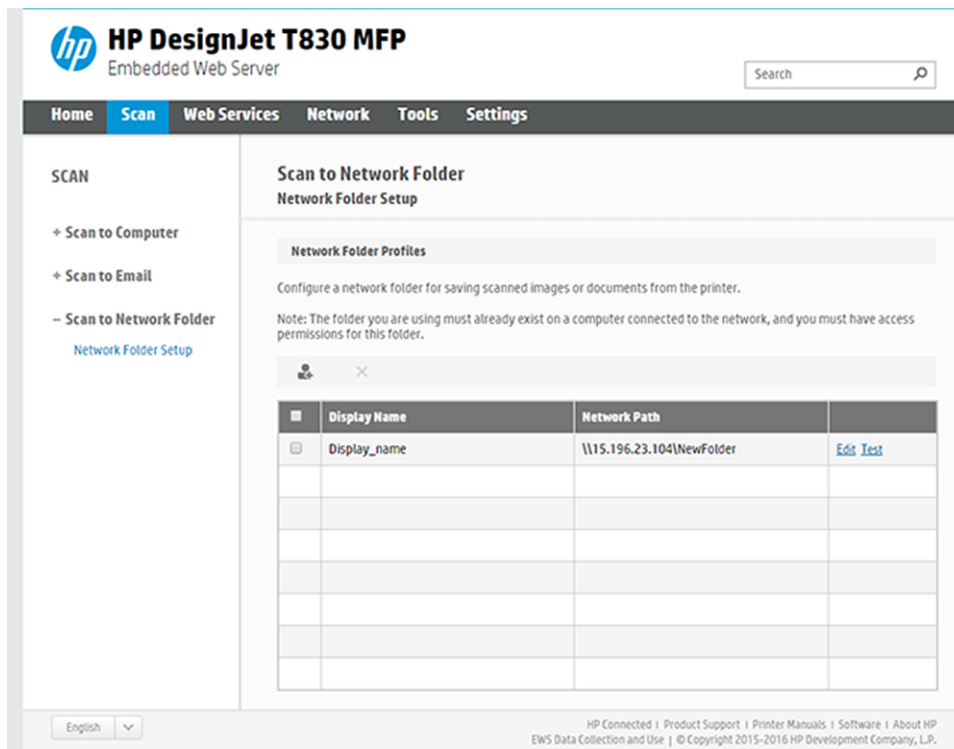 hp HP DesignJet T830 MFP
Embedded Web Server
Search
Home Scan Web Services Network Tools Settings
SCAN
+ Scan to Computer
+ Scan to Email
– Scan to Network Folder
Network Folder Setup
Scan to Network Folder
Network Folder Setup
Network Folder Profiles
Configure a network folder for saving scanned images or documents from the printer.
Note: The folder you are using must already exist on a computer connected to the network, and you must have access
permissions for this folder.
Display Name Network Path
Display_name \\15.196.23.104\NewFolder Edit Test
English
HP Connected | Product Support | Printer Manuals | Software | About HP
EWS Data Collection and Use | © Copyright 2015-2016 HP Development Company, L.P.